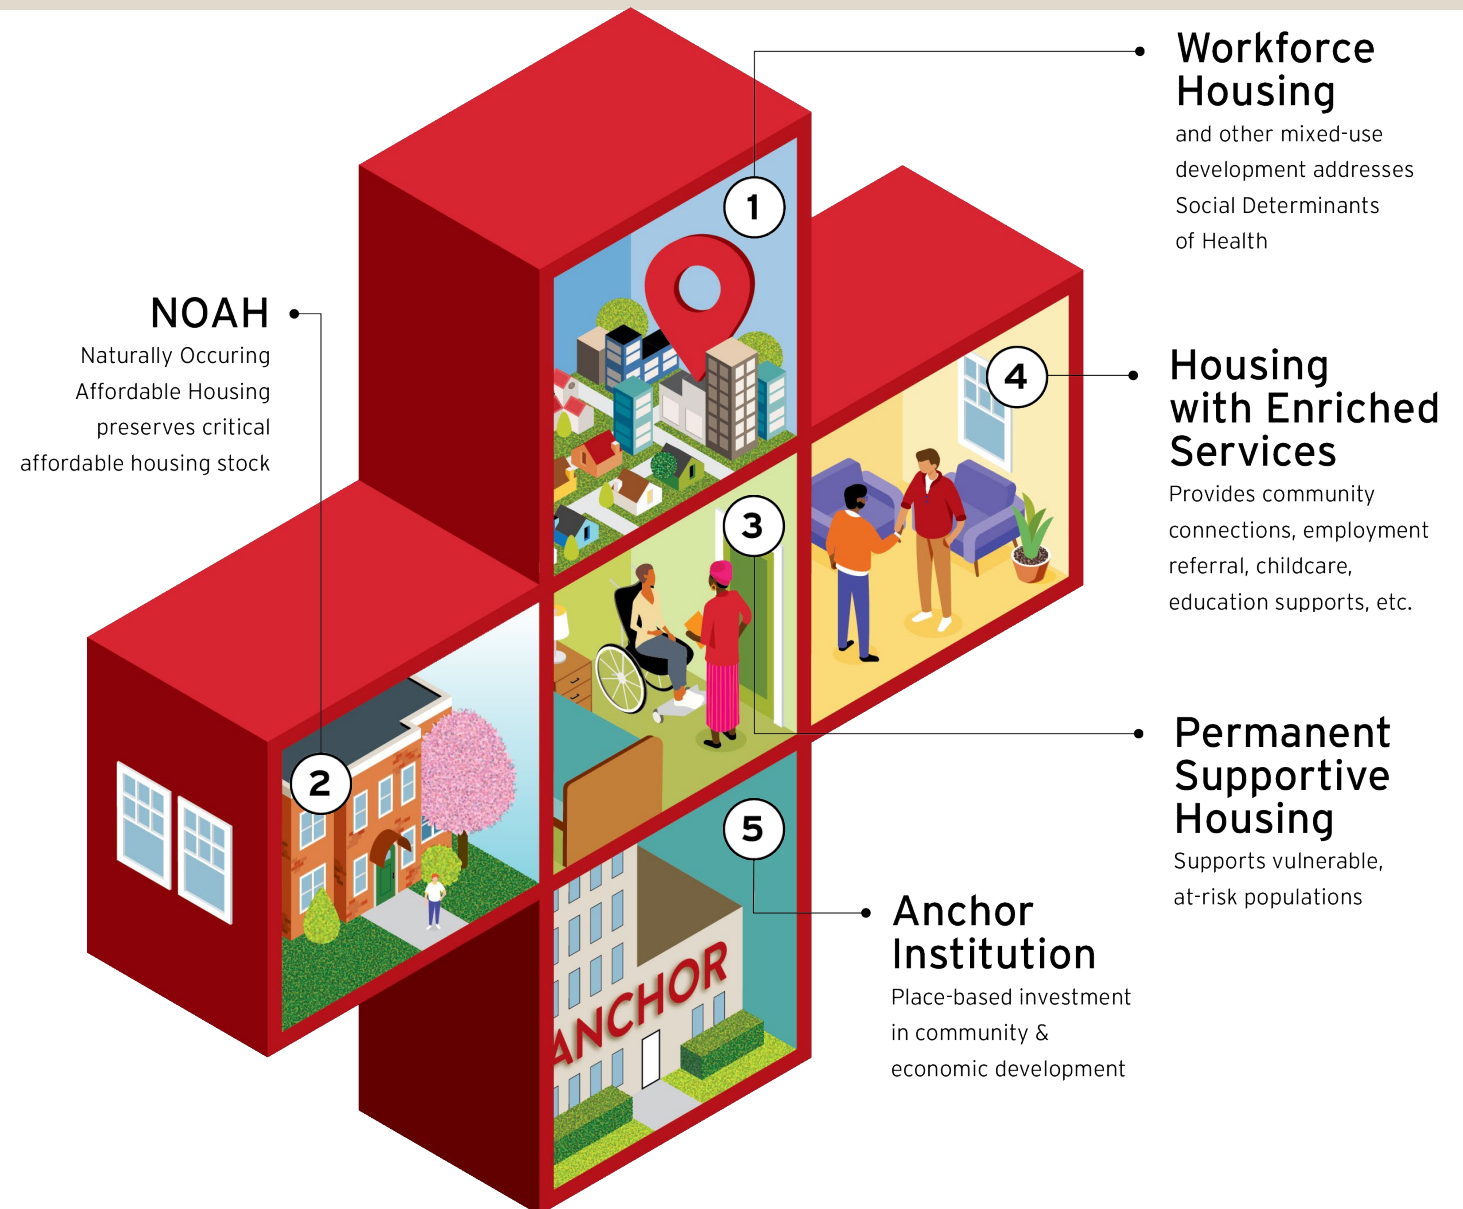 1
Workforce
Housing
and other mixed-use
development addresses
Social Determinants
of Health
NOAH
Naturally Occuring
Affordable Housing
preserves critical
affordable housing stock
2
4
Housing
with Enriched
Services
Provides community
connections, employment
referral, childcare,
education supports, etc.
3
Permanent
Supportive
Housing
Supports vulnerable,
at-risk populations
5
Anchor
Institution
Place-based investment
in community &
economic development
ANCHOR